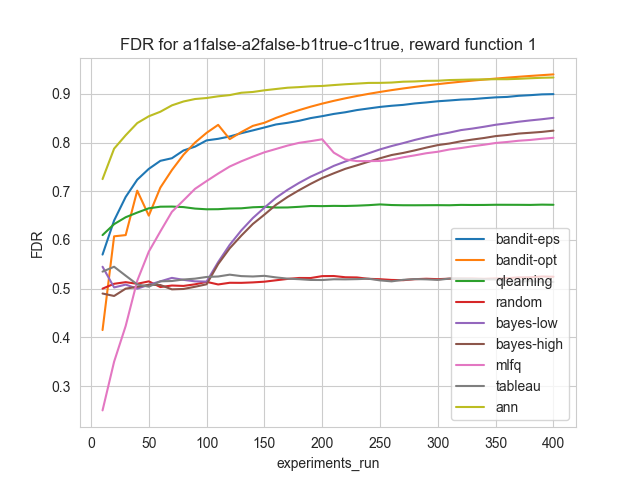 FDR for a1false-a2false-b1true-c1true, reward function 1
FDR
0.9
0.8
0.7
0.6
0.5
0.4
0.3
0
50
100
150
200
250
300
350
400
experiments_run
bandit-eps
bandit-opt
qlearning
random
bayes-low
bayes-high
mlfq
tableau
ann